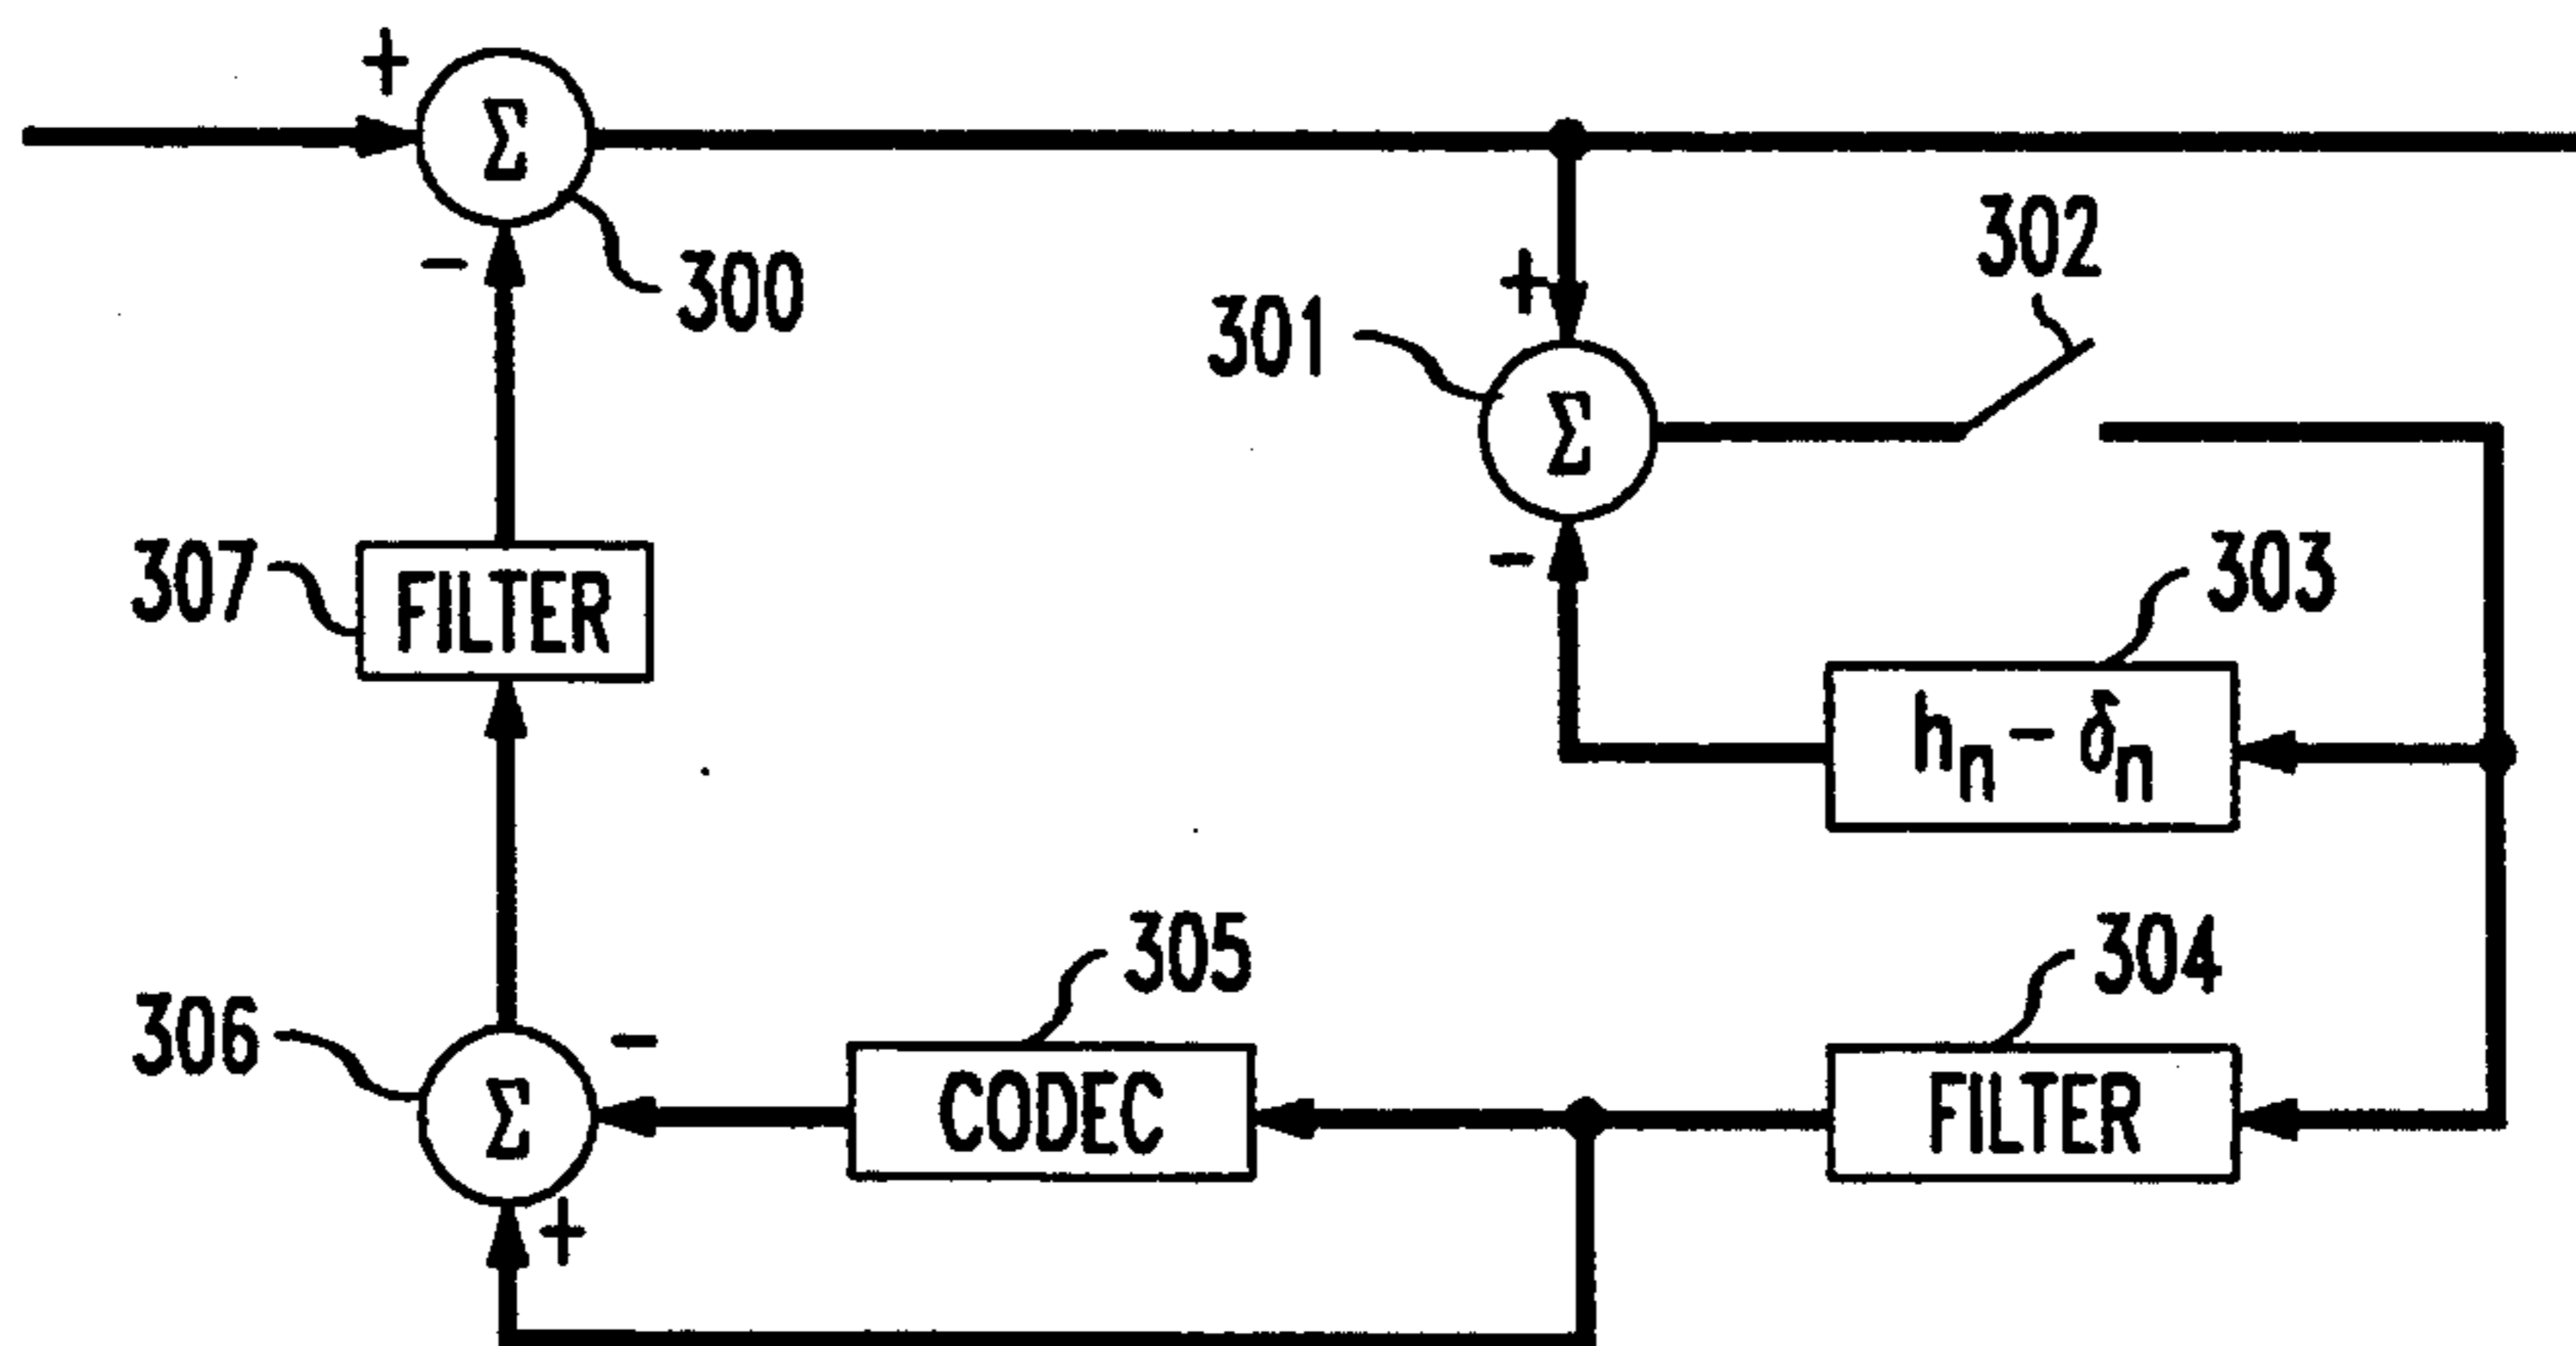 +
Σ
-
300
302
301
+
Σ
-
307
FILTER
303
hₙ - δₙ
305
304
306
-
Σ
CODEC
FILTER
+